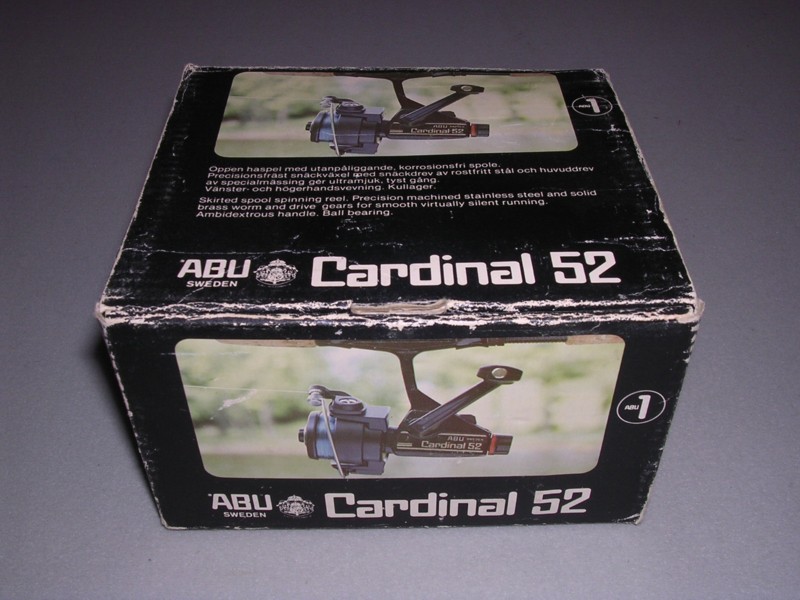 ABU Cardinal 52
ABU 1
Öppen haspel med utanpåliggande, korrosionsfri spole.
Precisionsfräst snäckväxel med snäckdrev av rostfritt stål och huvuddrev
av specialmässing gér ultramjuk, tyst gång.
Vänster- och högerhandsvevning. Kullager.
Skirted spool spinning reel. Precision machined stainless steel and solid
brass worm and drive gears for smooth virtually silent running.
Ambidextrous handle. Ball bearing.
ABU Cardinal 52
SWEDEN
ABU
Cardinal 52
ABU 1
ABU Cardinal 52
SWEDEN